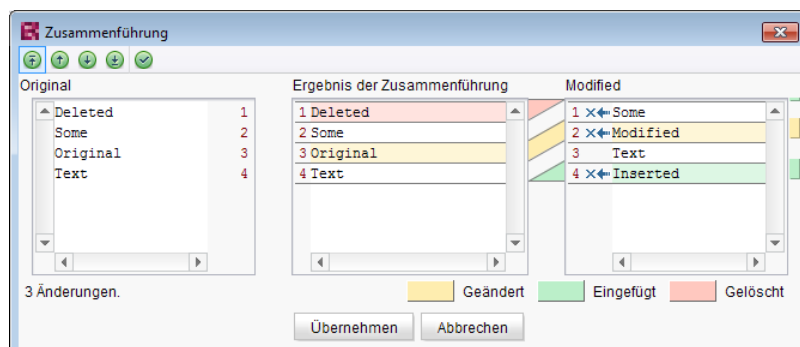 Zusammenführung
Original
Ergebnis der Zusammenführung
Modified
Deleted 1
Some 2
Original 3
Text 4
1 Deleted
2 Some
3 Original
4 Text
1 Some
2 Modified
3 Text
4 Inserted
3 Änderungen.
Geändert
Eingefügt
Gelöscht
Übernehmen
Abbrechen